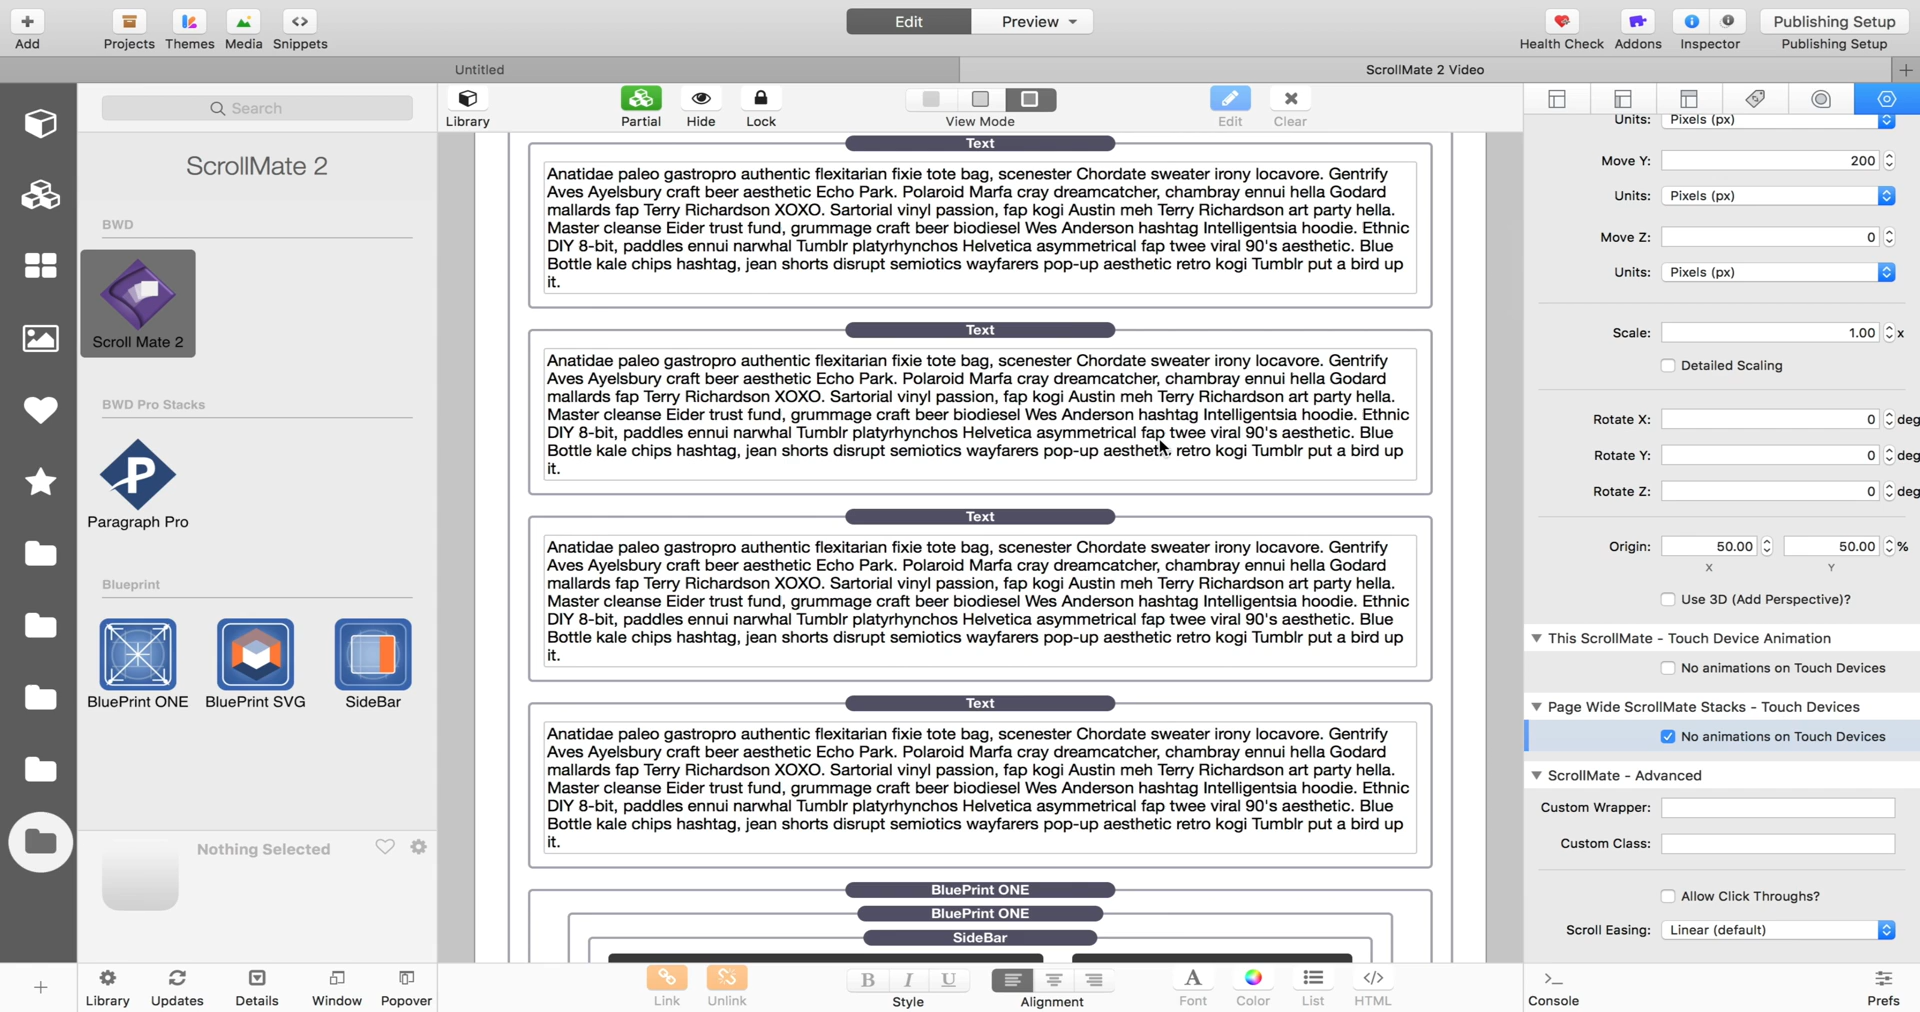 Add
Projects
Themes
Media
Snippets
Edit
Preview
Health Check
Addons
Inspector
Publishing Setup
Publishing Setup
Untitled
ScrollMate 2 Video
Search
Library
Partial
Hide
Lock
View Mode
Edit
Clear
ScrollMate 2
BWD
Scroll Mate 2
BWD Pro Stacks
Paragraph Pro
Blueprint
BluePrint ONE
BluePrint SVG
SideBar
Nothing Selected
Library
Updates
Details
Window
Popover
Text
Anatidae paleo gastropro authentic flexitarian fixie tote bag, scenester Chordate sweater irony locavore. Gentrify
Aves Ayelsbury craft beer aesthetic Echo Park. Polaroid Marfa cray dreamcatcher, chambray ennui hella Godard
mallards fap Terry Richardson XOXO. Sartorial vinyl passion, fap kogi Austin meh Terry Richardson art party hella.
Master cleanse Eider trust fund, grummage craft beer biodiesel Wes Anderson hashtag Intelligentsia hoodie. Ethnic
DIY 8-bit, paddles ennui narwhal Tumblr platyrhynchos Helvetica asymmetrical fap twee viral 90's aesthetic. Blue
Bottle kale chips hashtag, jean shorts disrupt semiotics wayfarers pop-up aesthetic retro kogi Tumblr put a bird up
it.
Text
Anatidae paleo gastropro authentic flexitarian fixie tote bag, scenester Chordate sweater irony locavore. Gentrify
Aves Ayelsbury craft beer aesthetic Echo Park. Polaroid Marfa cray dreamcatcher, chambray ennui hella Godard
mallards fap Terry Richardson XOXO. Sartorial vinyl passion, fap kogi Austin meh Terry Richardson art party hella.
Master cleanse Eider trust fund, grummage craft beer biodiesel Wes Anderson hashtag Intelligentsia hoodie. Ethnic
DIY 8-bit, paddles ennui narwhal Tumblr platyrhynchos Helvetica asymmetrical fap twee viral 90's aesthetic. Blue
Bottle kale chips hashtag, jean shorts disrupt semiotics wayfarers pop-up aesthetic retro kogi Tumblr put a bird up
it.
Text
Anatidae paleo gastropro authentic flexitarian fixie tote bag, scenester Chordate sweater irony locavore. Gentrify
Aves Ayelsbury craft beer aesthetic Echo Park. Polaroid Marfa cray dreamcatcher, chambray ennui hella Godard
mallards fap Terry Richardson XOXO. Sartorial vinyl passion, fap kogi Austin meh Terry Richardson art party hella.
Master cleanse Eider trust fund, grummage craft beer biodiesel Wes Anderson hashtag Intelligentsia hoodie. Ethnic
DIY 8-bit, paddles ennui narwhal Tumblr platyrhynchos Helvetica asymmetrical fap twee viral 90's aesthetic. Blue
Bottle kale chips hashtag, jean shorts disrupt semiotics wayfarers pop-up aesthetic retro kogi Tumblr put a bird up
it.
Text
Anatidae paleo gastropro authentic flexitarian fixie tote bag, scenester Chordate sweater irony locavore. Gentrify
Aves Ayelsbury craft beer aesthetic Echo Park. Polaroid Marfa cray dreamcatcher, chambray ennui hella Godard
mallards fap Terry Richardson XOXO. Sartorial vinyl passion, fap kogi Austin meh Terry Richardson art party hella.
Master cleanse Eider trust fund, grummage craft beer biodiesel Wes Anderson hashtag Intelligentsia hoodie. Ethnic
DIY 8-bit, paddles ennui narwhal Tumblr platyrhynchos Helvetica asymmetrical fap twee viral 90's aesthetic. Blue
Bottle kale chips hashtag, jean shorts disrupt semiotics wayfarers pop-up aesthetic retro kogi Tumblr put a bird up
it.
BluePrint ONE
BluePrint ONE
SideBar
Link
Unlink
B I U
Style
Alignment
A
Font
Color
List
HTML
Units: Pixels (px)
Move Y: 200
Units: Pixels (px)
Move Z: 0
Units: Pixels (px)
Scale: 1.00 x
Detailed Scaling
Rotate X: 0 deg
Rotate Y: 0 deg
Rotate Z: 0 deg
Origin: 50.00 50.00 %
X Y
Use 3D (Add Perspective)?
This ScrollMate - Touch Device Animation
No animations on Touch Devices
Page Wide ScrollMate Stacks - Touch Devices
No animations on Touch Devices
ScrollMate - Advanced
Custom Wrapper:
Custom Class:
Allow Click Throughs?
Scroll Easing: Linear (default)
Console
Prefs